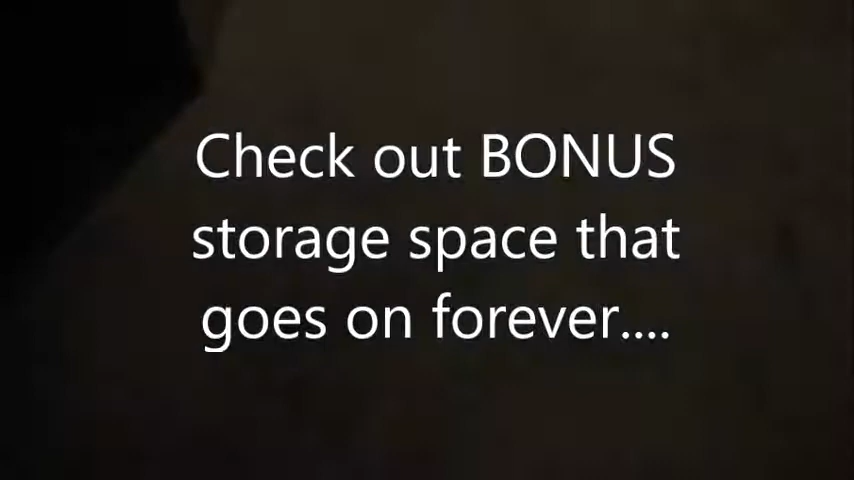 Check out BONUS
storage space that
goes on forever....